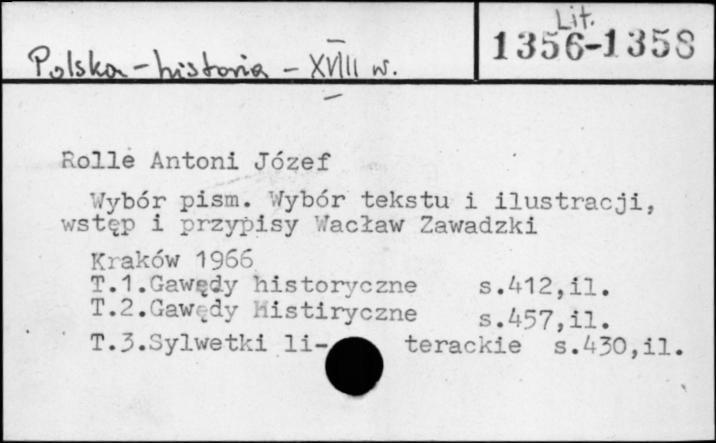 Lit.
1356-1358
Polska - historia - XVIII w.
Rolle Antoni Józef
Wybór pism. Wybór tekstu i ilustracji,
wstęp i przypisy Wacław Zawadzki
Kraków 1966
T.1.Gawędy historyczne s.412,il.
T.2.Gawędy Histiryczne s.457,il.
T.3.Sylwetki li- terackie s.430,il.